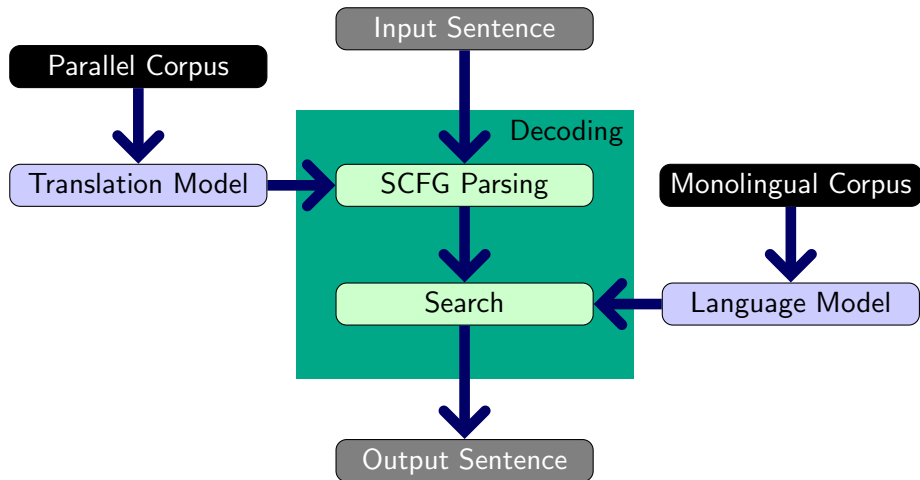 Input Sentence
Parallel Corpus
Decoding
Translation Model
SCFG Parsing
Monolingual Corpus
Search
Language Model
Output Sentence